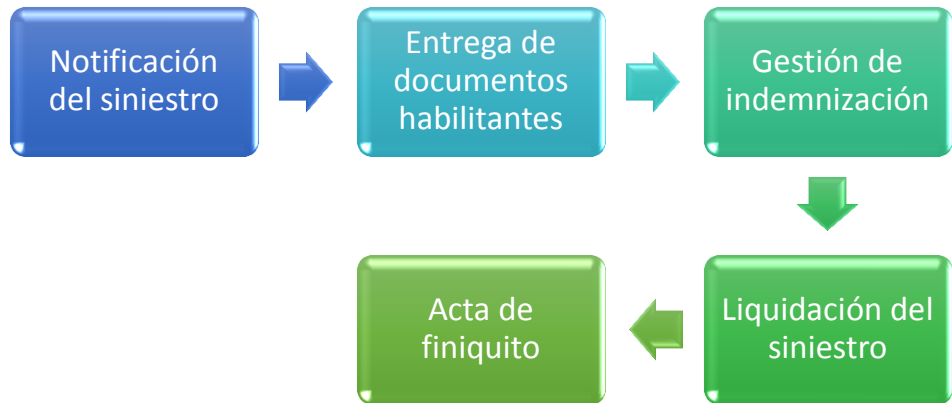 Notificación
del siniestro
Entrega de
documentos
habilitantes
Gestión de
indemnización
Liquidación del
siniestro
Acta de
finiquito